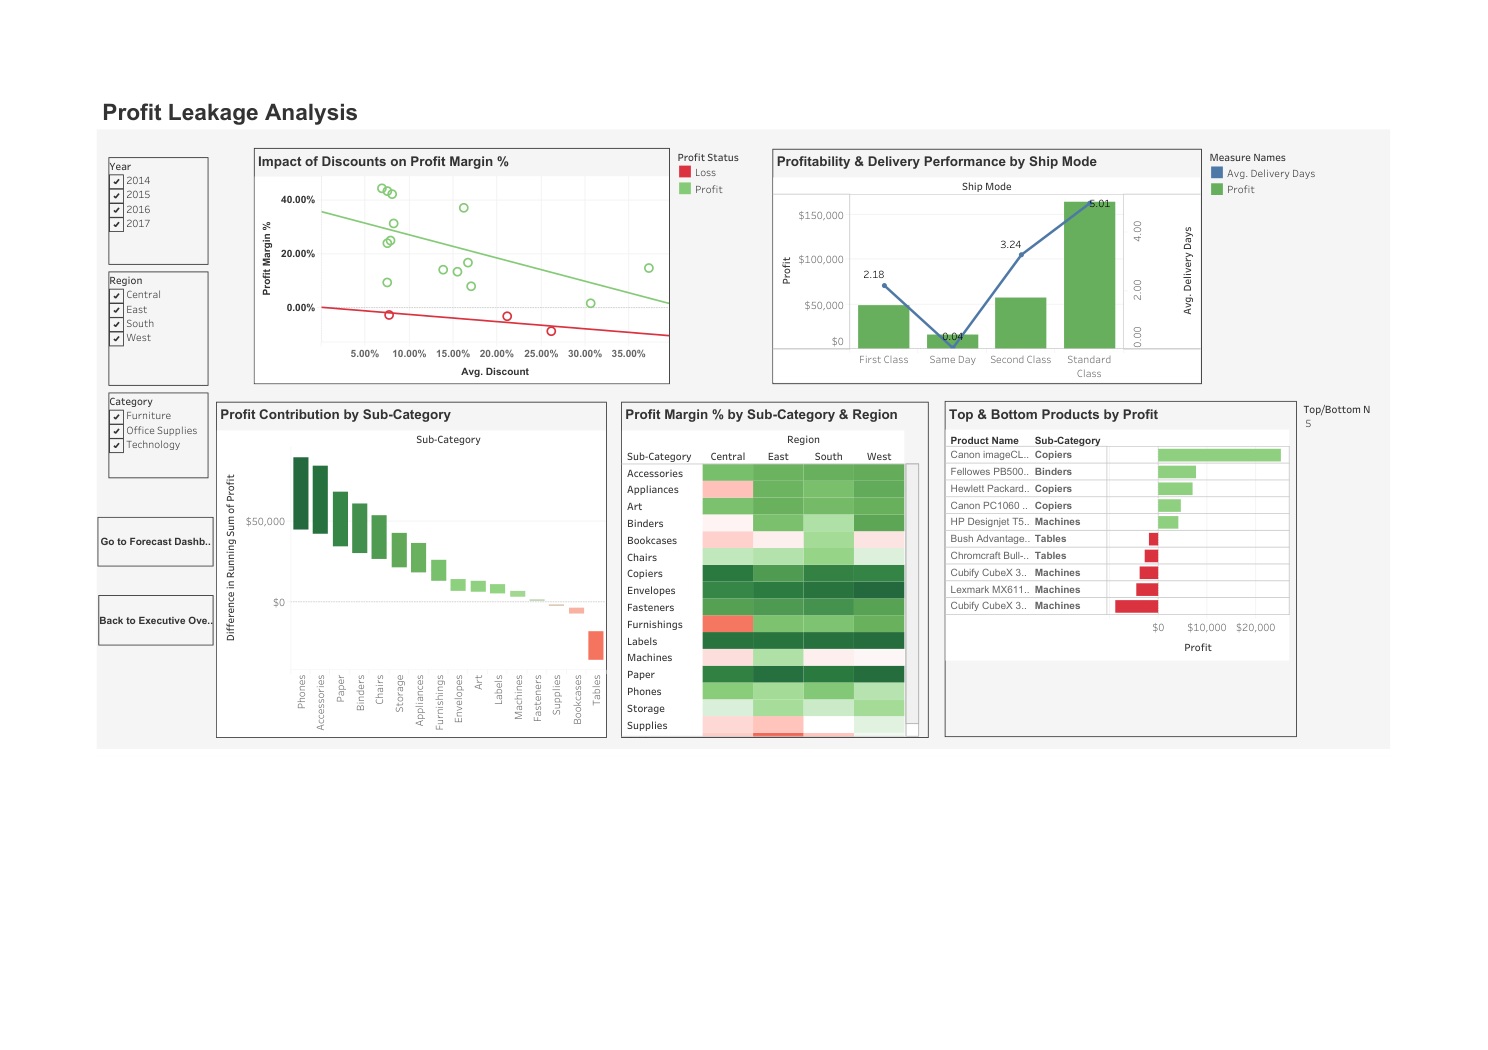 Profit Leakage Analysis
Year
2014
2015
2016
2017
Region
Central
East
South
West
Category
Furniture
Office Supplies
Technology
Go to Forecast Dashb..
Back to Executive Ove..
Impact of Discounts on Profit Margin %
Profit Margin %
40.00%
20.00%
0.00%
5.00% 10.00% 15.00% 20.00% 25.00% 30.00% 35.00%
Avg. Discount
Profit Status
Loss
Profit
Profitability & Delivery Performance by Ship Mode
Ship Mode
Profit
$150,000
$100,000
$50,000
$0
2.18
0.04
3.24
5.01
4.00
2.00
0.00
Avg. Delivery Days
First Class Same Day Second Class Standard
Class
Measure Names
Avg. Delivery Days
Profit
Profit Contribution by Sub-Category
Sub-Category
Difference in Running Sum of Profit
$50,000
$0
Phones
Accessories
Paper
Binders
Chairs
Storage
Appliances
Furnishings
Envelopes
Art
Labels
Machines
Fasteners
Supplies
Bookcases
Tables
Profit Margin % by Sub-Category & Region
Region
Sub-Category Central East South West
Accessories
Appliances
Art
Binders
Bookcases
Chairs
Copiers
Envelopes
Fasteners
Furnishings
Labels
Machines
Paper
Phones
Storage
Supplies
Top & Bottom Products by Profit
Product Name Sub-Category
Canon imageCL.. Copiers
Fellowes PB500.. Binders
Hewlett Packard.. Copiers
Canon PC1060 .. Copiers
HP Designjet T5.. Machines
Bush Advantage.. Tables
Chromcraft Bull-.. Tables
Cubify CubeX 3.. Machines
Lexmark MX611.. Machines
Cubify CubeX 3.. Machines
$0 $10,000 $20,000
Profit
Top/Bottom N
5